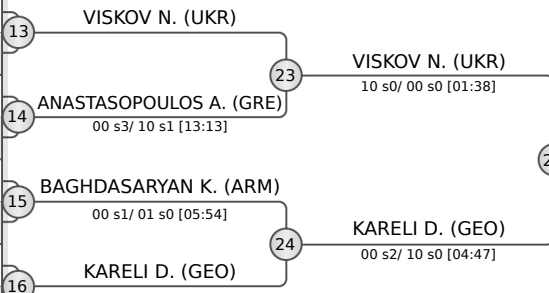 VISKOV N. (UKR)
13
23
VISKOV N. (UKR)
10 s0/ 00 s0 [01:38]
ANASTASOPOULOS A. (GRE)
14
00 s3/ 10 s1 [13:13]
BAGHDASARYAN K. (ARM)
15
00 s1/ 01 s0 [05:54]
24
KARELI D. (GEO)
00 s2/ 10 s0 [04:47]
KARELI D. (GEO)
16